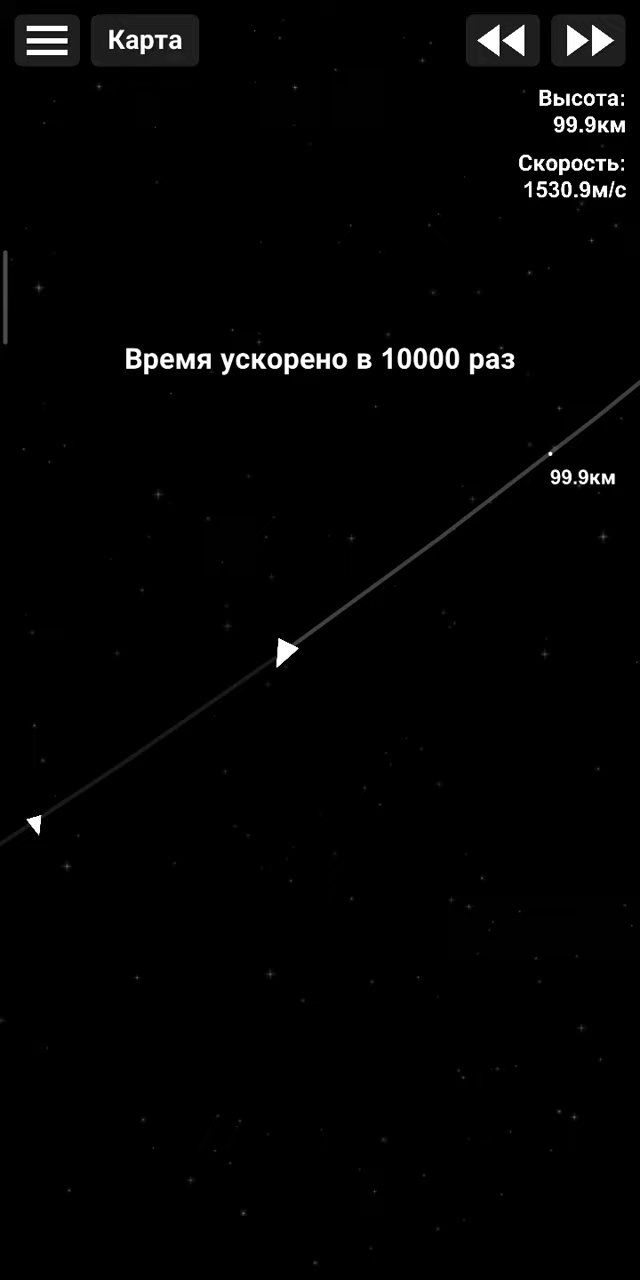 Карта
Высота:
99.9км
Скорость:
1530.9м/с
Время ускорено в 10000 раз
99.9км